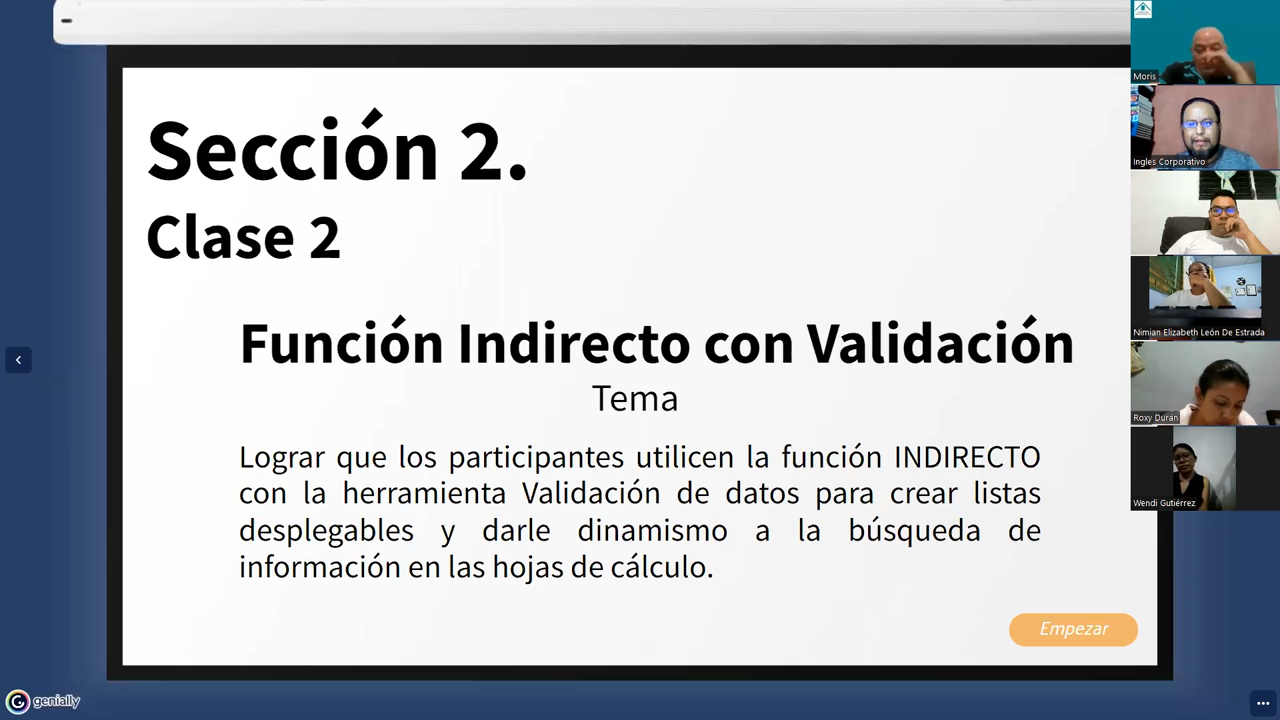 Sección 2.
Clase 2
Función Indirecto con Validación
Tema
Lograr que los participantes utilicen la función INDIRECTO
con la herramienta Validación de datos para crear listas
desplegables y darle dinamismo a la búsqueda de
información en las hojas de cálculo.
Empezar
genially
Moris
Ingles Corporativo
Nimian Elizabeth León De Estrada
Roxy Durán
Wendi Gutiérrez